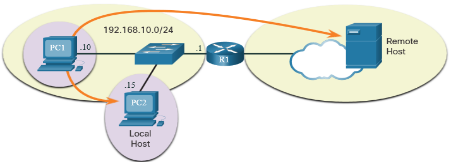 192.168.10.0/24
PC1
.10
.1
R1
Remote
Host
.15
PC2
Local
Host